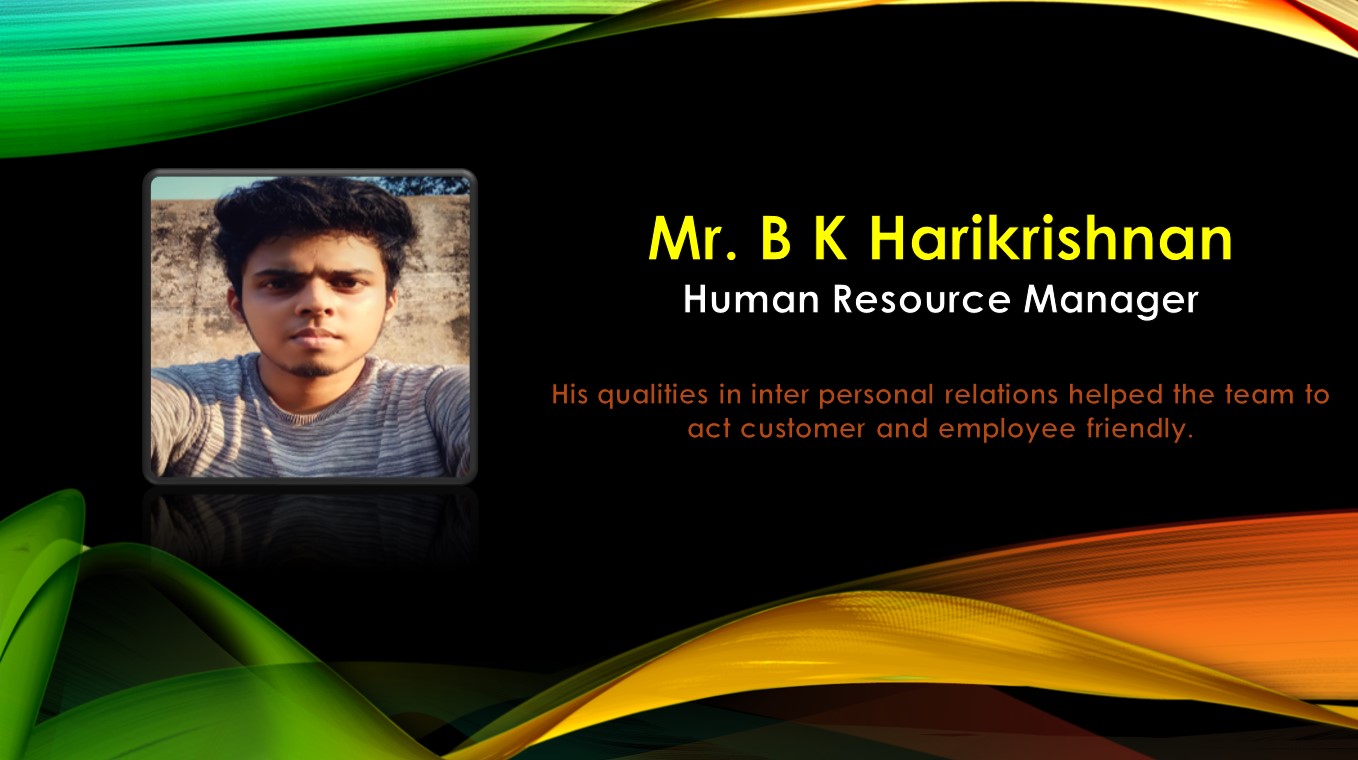 Mr. B K Harikrishnan
Human Resource Manager
His qualities in inter personal relations helped the team to
act customer and employee friendly.